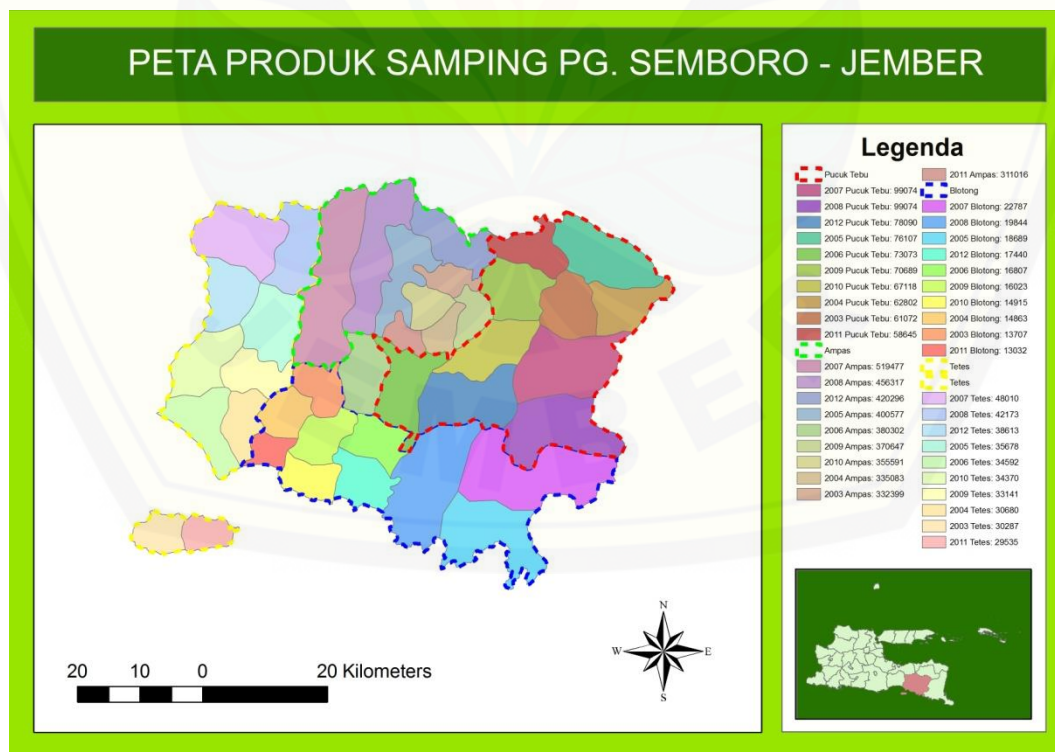 PETA PRODUK SAMPING PG. SEMBORO - JEMBER
N
W E
S
20 10 0 20 Kilometers
Legenda
Pucuk Tebu
2007 Pucuk Tebu: 99074
2008 Pucuk Tebu: 99074
2012 Pucuk Tebu: 78090
2005 Pucuk Tebu: 76107
2006 Pucuk Tebu: 73073
2009 Pucuk Tebu: 70689
2010 Pucuk Tebu: 67118
2004 Pucuk Tebu: 62802
2003 Pucuk Tebu: 61072
2011 Pucuk Tebu: 58645
Ampas
2007 Ampas: 519477
2008 Ampas: 456317
2012 Ampas: 420296
2005 Ampas: 400577
2006 Ampas: 380302
2009 Ampas: 370647
2010 Ampas: 355591
2004 Ampas: 335083
2003 Ampas: 332399
2011 Ampas: 311016
Blotong
2007 Blotong: 22787
2008 Blotong: 19844
2005 Blotong: 18689
2012 Blotong: 17440
2006 Blotong: 16807
2009 Blotong: 16023
2010 Blotong: 14915
2004 Blotong: 14863
2003 Blotong: 13707
2011 Blotong: 13032
Tetes
Tetes
2007 Tetes: 48010
2008 Tetes: 42173
2012 Tetes: 38613
2005 Tetes: 35678
2006 Tetes: 34592
2010 Tetes: 34370
2009 Tetes: 33141
2004 Tetes: 30680
2003 Tetes: 30287
2011 Tetes: 29535